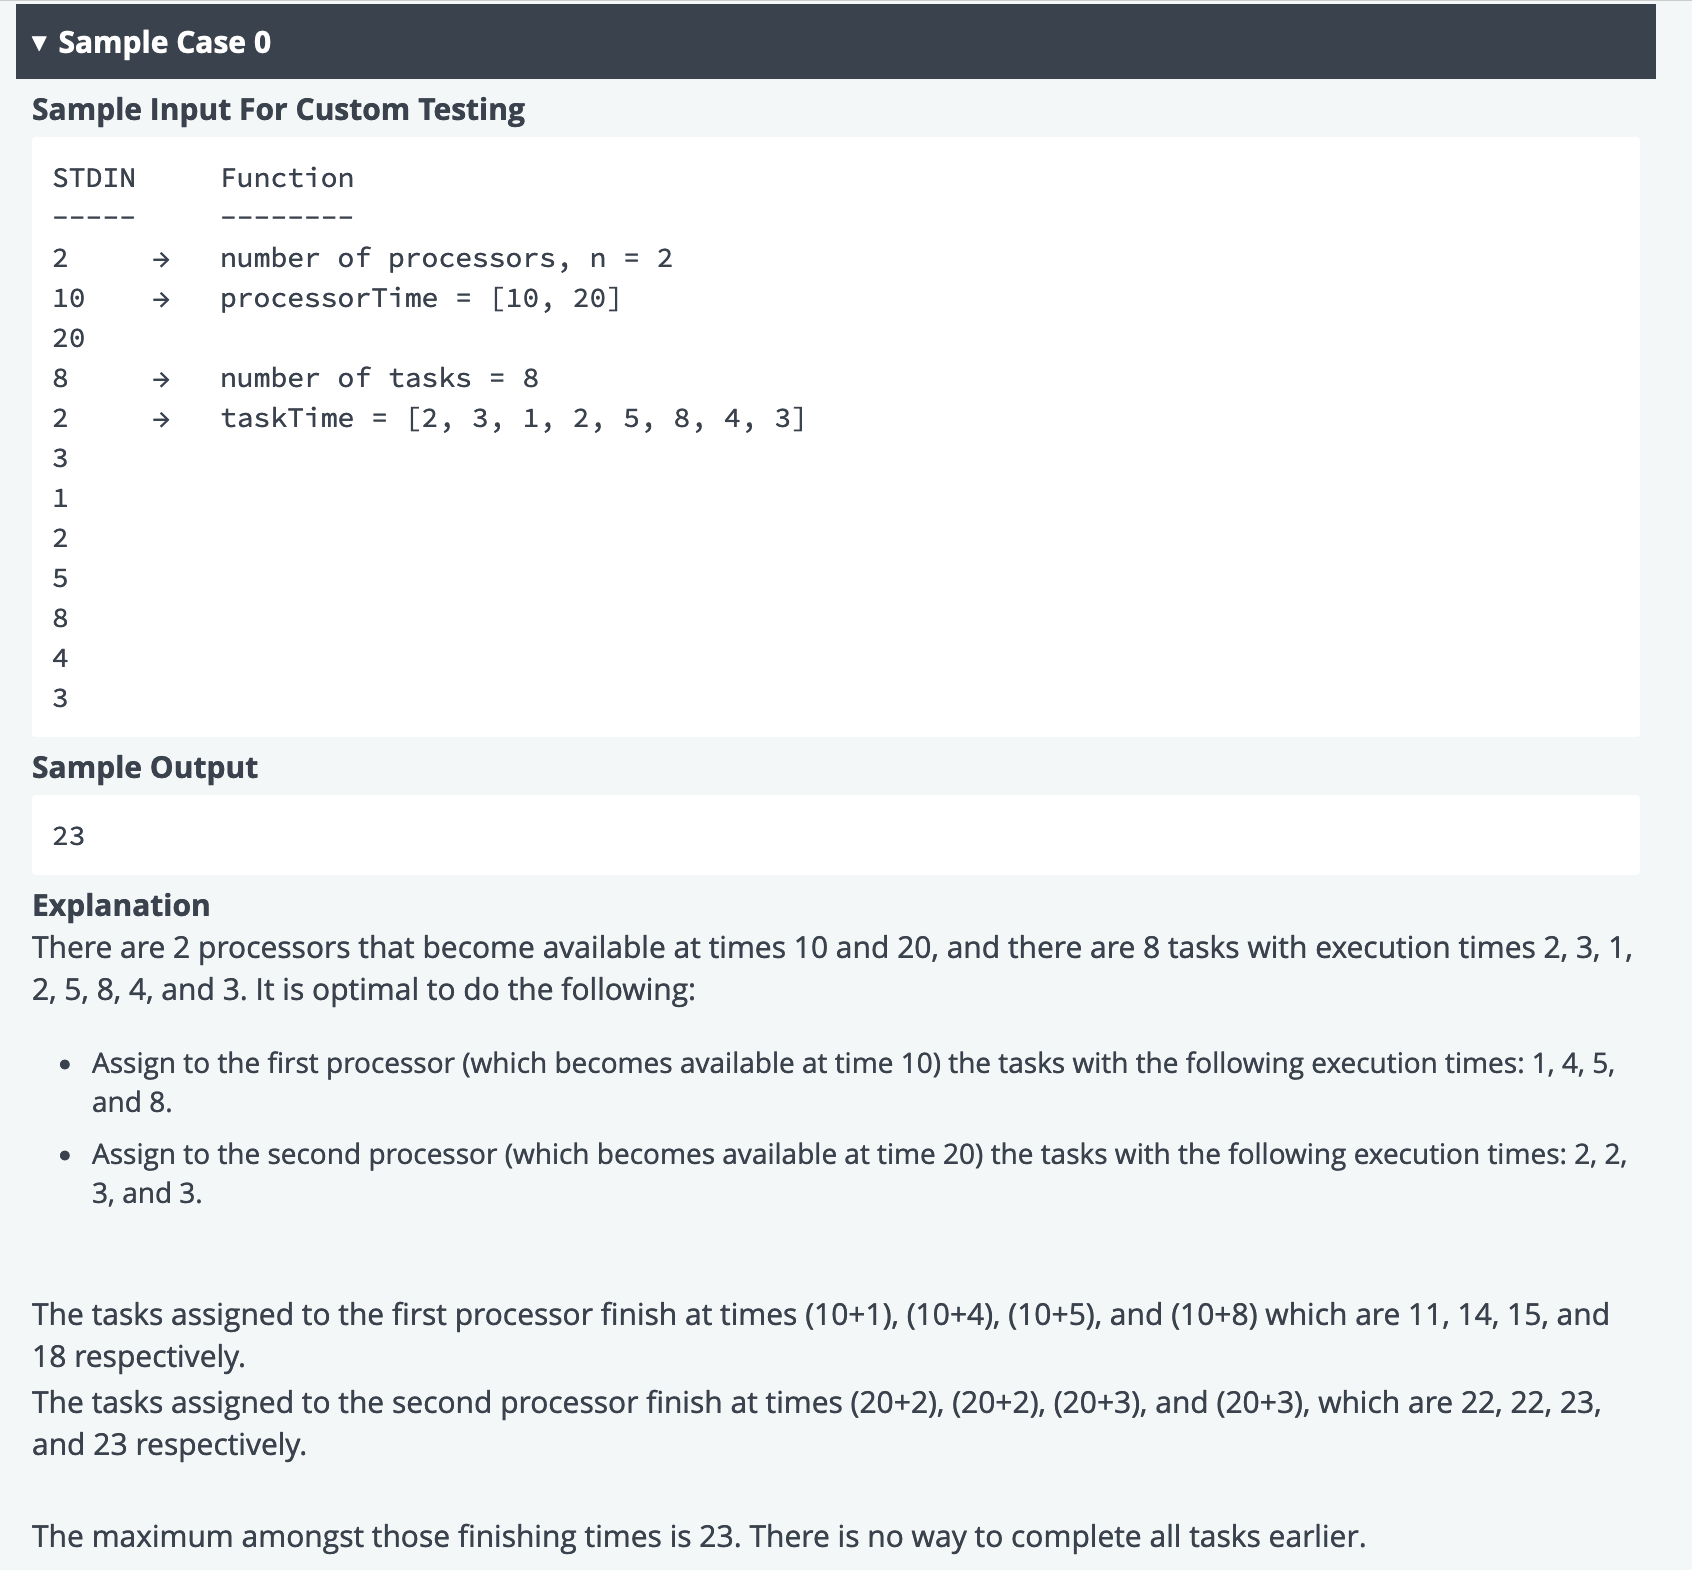 ▼ Sample Case 0
Sample Input For Custom Testing
STDIN     Function
-----     --------
2     →   number of processors, n = 2
10    →   processorTime = [10, 20]
20
8     →   number of tasks = 8
2     →   taskTime = [2, 3, 1, 2, 5, 8, 4, 3]
3
1
2
5
8
4
3
Sample Output
23
Explanation
There are 2 processors that become available at times 10 and 20, and there are 8 tasks with execution times 2, 3, 1,
2, 5, 8, 4, and 3. It is optimal to do the following:
• Assign to the first processor (which becomes available at time 10) the tasks with the following execution times: 1, 4, 5,
and 8.
• Assign to the second processor (which becomes available at time 20) the tasks with the following execution times: 2, 2,
3, and 3.
The tasks assigned to the first processor finish at times (10+1), (10+4), (10+5), and (10+8) which are 11, 14, 15, and
18 respectively.
The tasks assigned to the second processor finish at times (20+2), (20+2), (20+3), and (20+3), which are 22, 22, 23,
and 23 respectively.
The maximum amongst those finishing times is 23. There is no way to complete all tasks earlier.